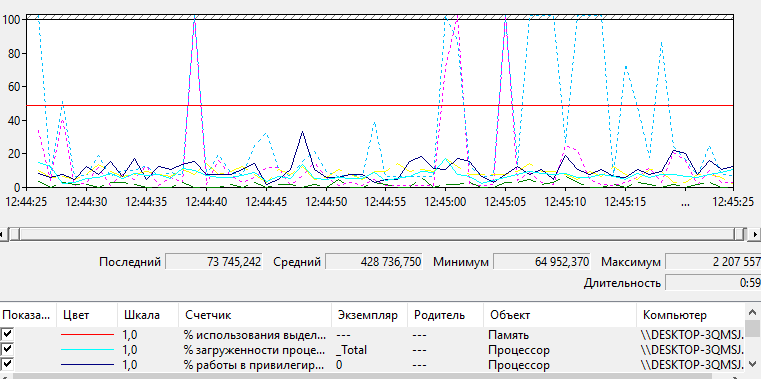 100
80
60
40
20
0
12:44:25 12:44:30 12:44:35 12:44:40 12:44:45 12:44:50 12:44:55 12:45:00 12:45:05 12:45:10 12:45:15 ... 12:45:25
Последний 73 745,242 Средний 428 736,750 Минимум 64 952,370 Максимум 2 207 557
Длительность 0:59
Показа... Цвет Шкала Счетчик Экземпляр Родитель Объект Компьютер
1,0 % использования выдел... --- --- Память \\DESKTOP-3QMSJ.
1,0 % загруженности проце... _Total --- Процессор \\DESKTOP-3QMSJ.
1,0 % работы в привилегир... 0 --- Процессор \\DESKTOP-3QMSJ.